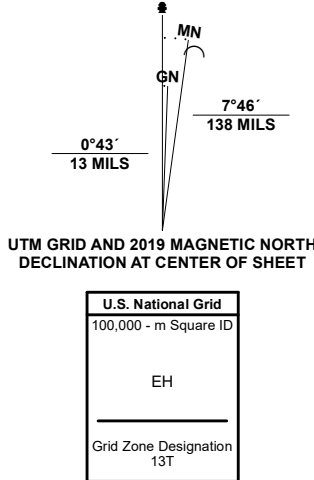 MN
GN
7°46´
138 MILS
0°43´
13 MILS
UTM GRID AND 2019 MAGNETIC NORTH
DECLINATION AT CENTER OF SHEET
U.S. National Grid
100,000 - m Square ID
EH
Grid Zone Designation
13T